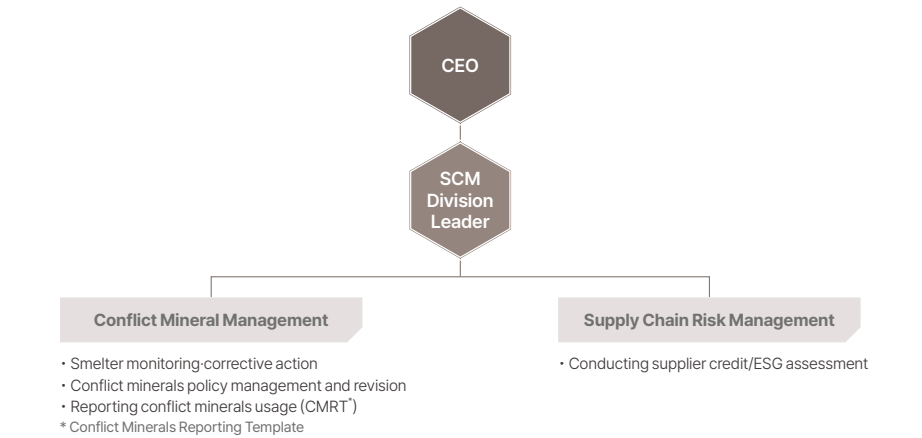 CEO
SCM
Division
Leader
Conflict Mineral Management
• Smelter monitoring·corrective action
• Conflict minerals policy management and revision
• Reporting conflict minerals usage (CMRT*)
* Conflict Minerals Reporting Template
Supply Chain Risk Management
• Conducting supplier credit/ESG assessment